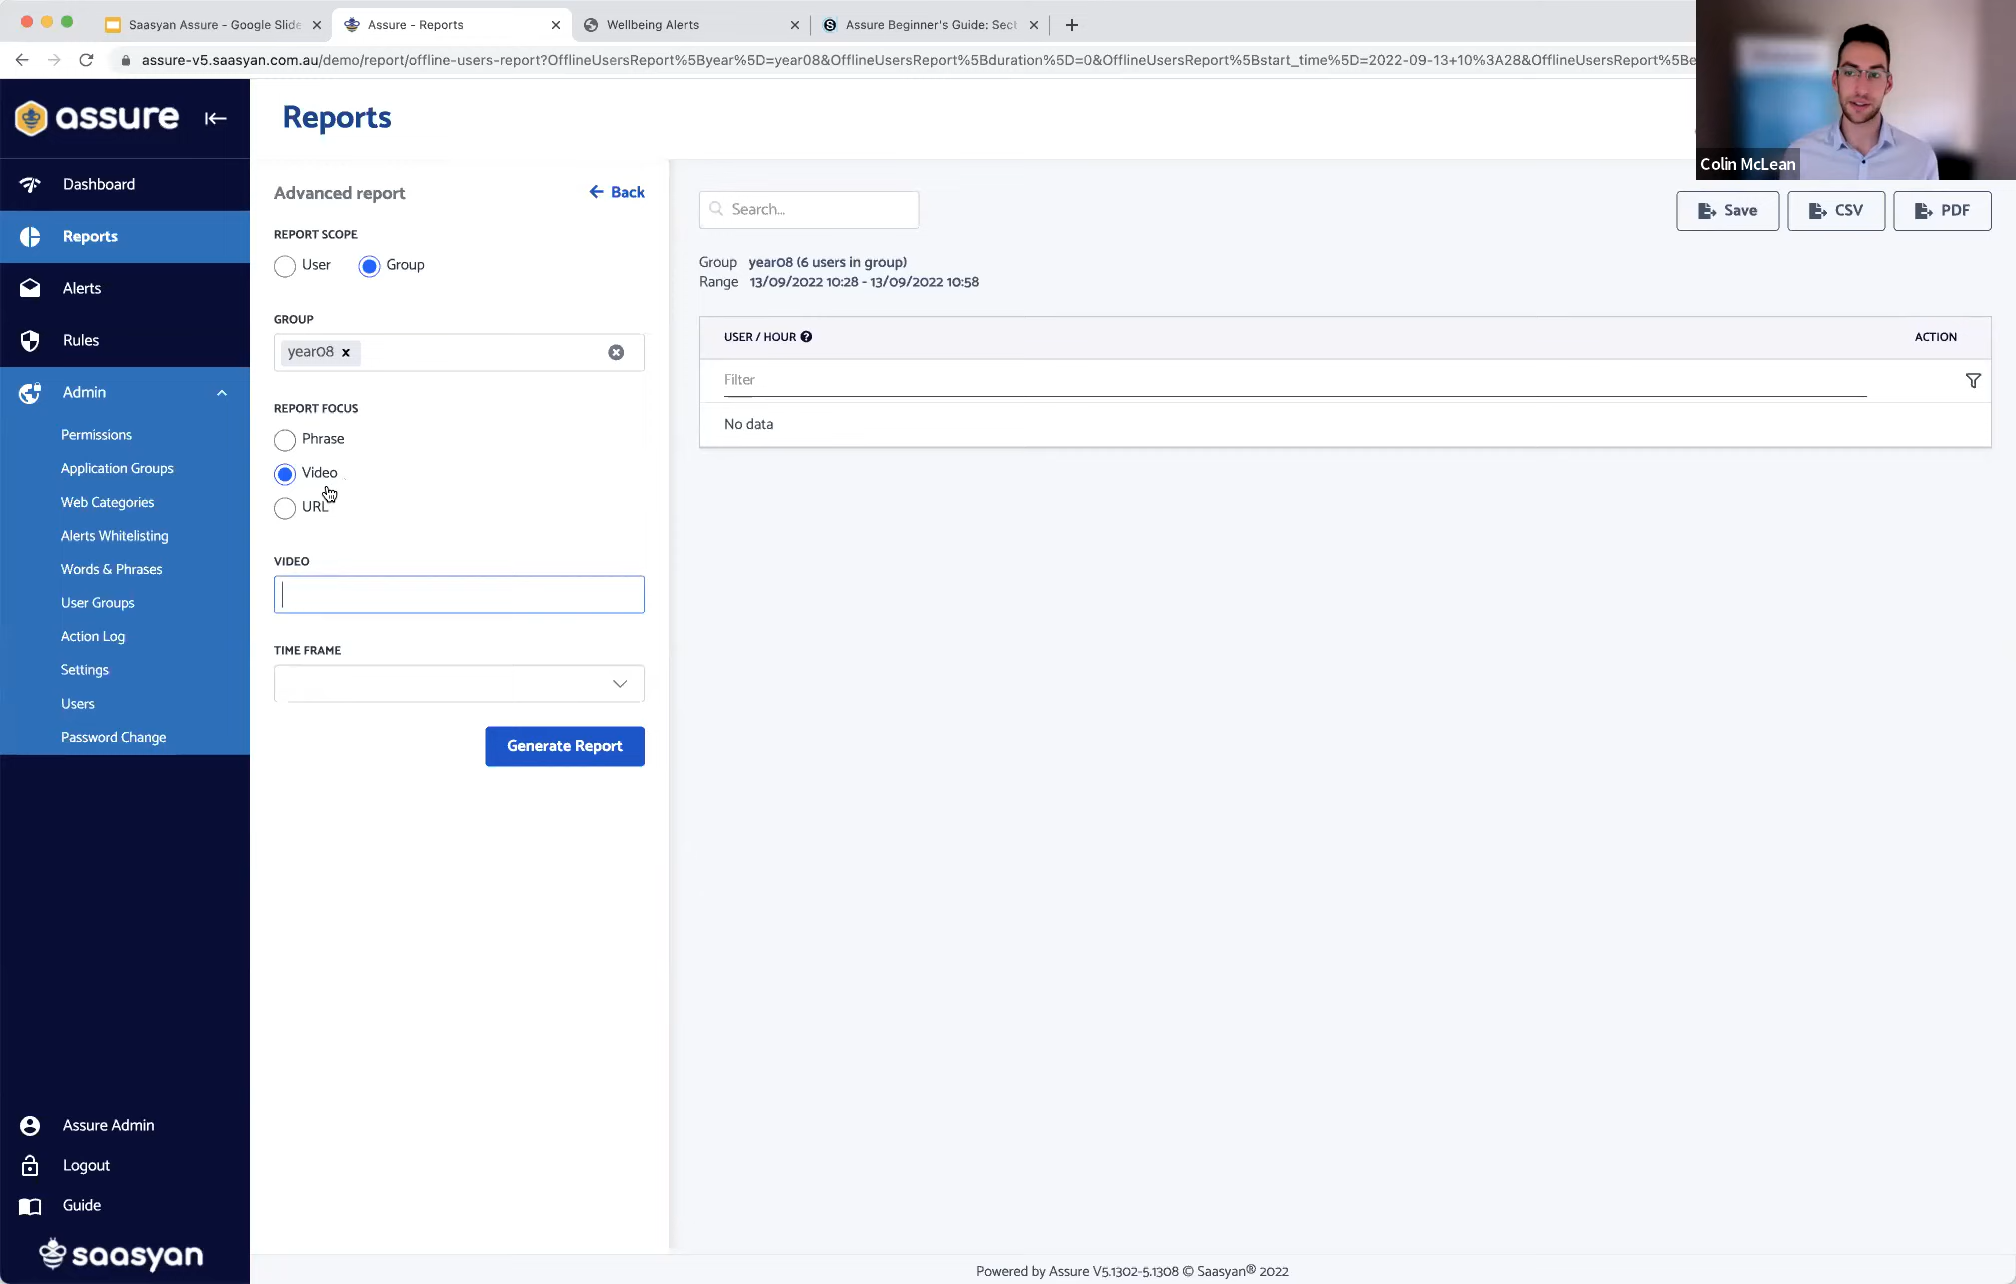 Saasyan Assure - Google Slide
Assure - Reports
Wellbeing Alerts
Assure Beginner's Guide: Sect
assure-v5.saasyan.com.au/demo/report/offline-users-report?OfflineUsersReport%5Byear%5D=year08&OfflineUsersReport%5Bduration%5D=0&OfflineUsersReport%5Bstart_time%5D=2022-09-13+10%3A28&OfflineUsersReport%5Be
Colin McLean
assure
Dashboard
Reports
Alerts
Rules
Admin
Permissions
Application Groups
Web Categories
Alerts Whitelisting
Words & Phrases
User Groups
Action Log
Settings
Users
Password Change
Assure Admin
Logout
Guide
saasyan
Reports
Advanced report
Back
REPORT SCOPE
User
Group
GROUP
year08
REPORT FOCUS
Phrase
Video
URL
VIDEO
TIME FRAME
Generate Report
Search...
Save
CSV
PDF
Group year08 (6 users in group)
Range 13/09/2022 10:28 - 13/09/2022 10:58
USER / HOUR
ACTION
Filter
No data
Powered by Assure V5.1302-5.1308 © Saasyan® 2022